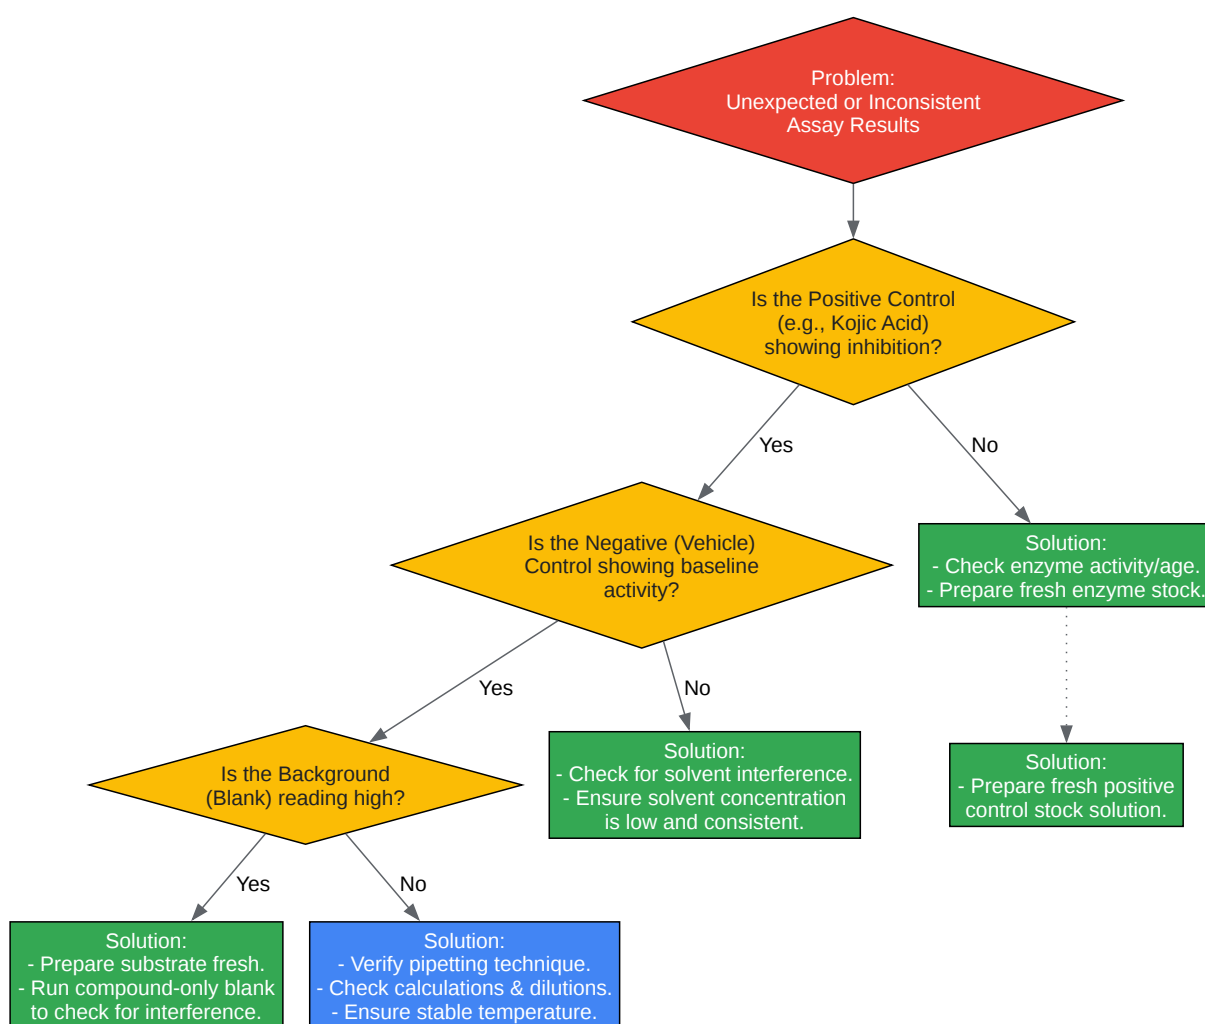 Problem:
Unexpected or Inconsistent
Assay Results
Is the Positive Control
(e.g., Kojic Acid)
showing inhibition?
Yes
No
Is the Negative (Vehicle)
Control showing baseline
activity?
Solution:
- Check enzyme activity/age.
- Prepare fresh enzyme stock.
Yes
No
Is the Background
(Blank) reading high?
Solution:
- Check for solvent interference.
- Ensure solvent concentration
is low and consistent.
Solution:
- Prepare fresh positive
control stock solution.
Yes
No
Solution:
- Prepare substrate fresh.
- Run compound-only blank
to check for interference.
Solution:
- Verify pipetting technique.
- Check calculations & dilutions.
- Ensure stable temperature.